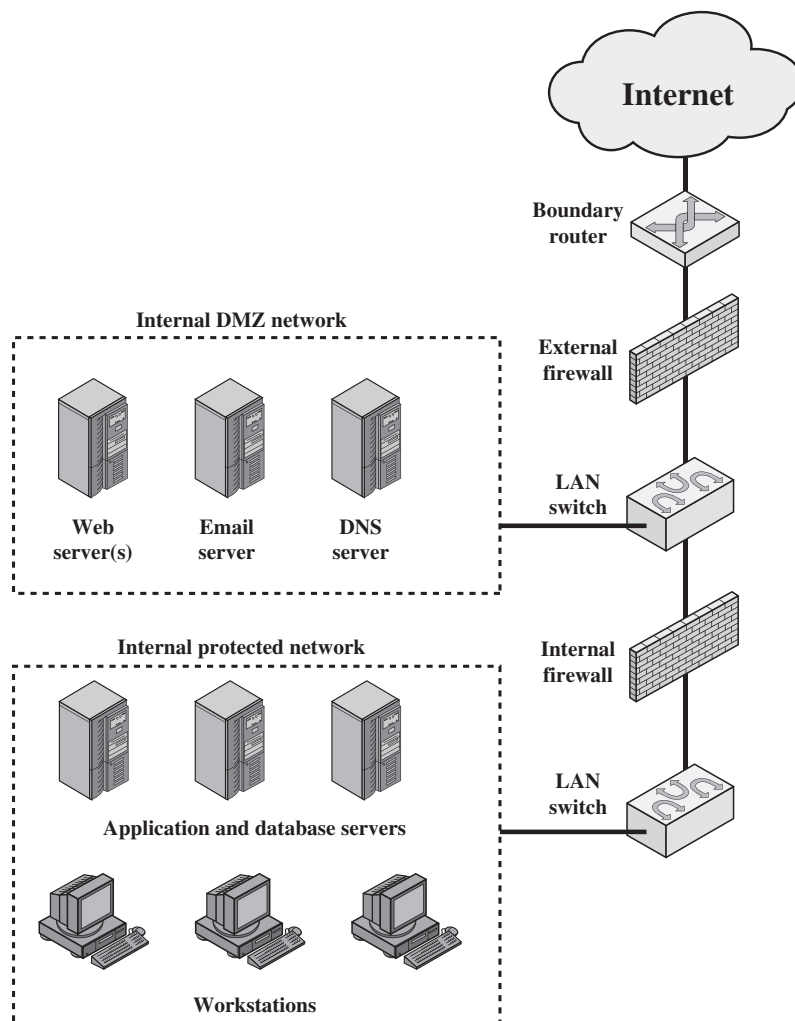 Internet
Boundary
router
Internal DMZ network
External
firewall
Web
server(s)
Email
server
DNS
server
LAN
switch
Internal protected network
Internal
firewall
Application and database servers
LAN
switch
Workstations